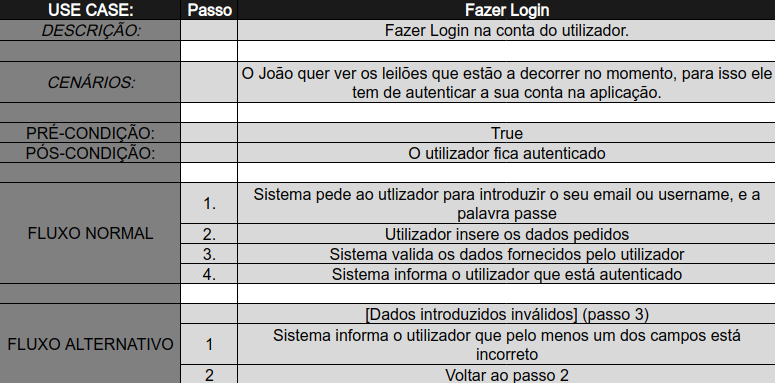 USE CASE: Passo Fazer Login
DESCRIÇÃO: Fazer Login na conta do utilizador.
CENÁRIOS: O João quer ver os leilões que estão a decorrer no momento, para isso ele
tem de autenticar a sua conta na aplicação.
PRÉ-CONDIÇÃO: True
PÓS-CONDIÇÃO: O utilizador fica autenticado
FLUXO NORMAL
1. Sistema pede ao utlizador para introduzir o seu email ou username, e a
palavra passe
2. Utilizador insere os dados pedidos
3. Sistema valida os dados fornecidos pelo utilizador
4. Sistema informa o utilizador que está autenticado
FLUXO ALTERNATIVO
[Dados introduzidos inválidos] (passo 3)
1 Sistema informa o utilizador que pelo menos um dos campos está
incorreto
2 Voltar ao passo 2